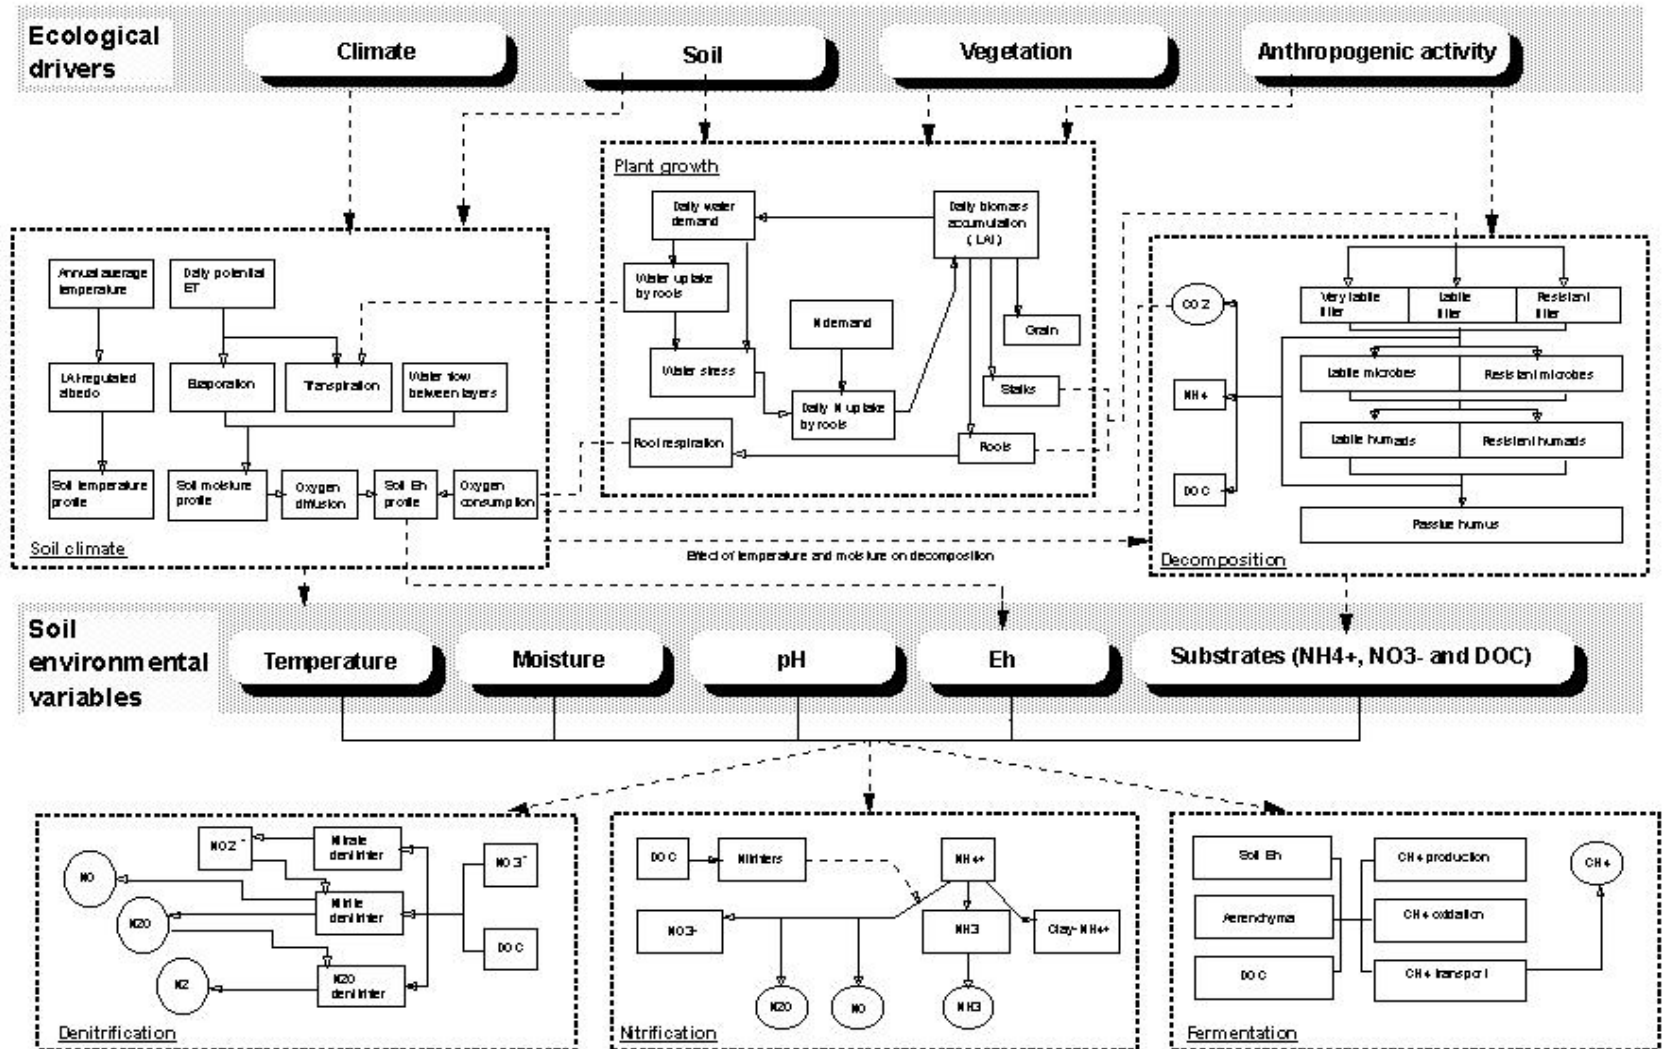 Ecological
drivers
Climate
Soil
Vegetation
Anthropogenic activity
Plant growth
Daily water
demand
Daily biomass
accumulation
(LAI)
Water uptake
by roots
N demand
Grain
Water stress
Stalks
Daily N uptake
by roots
Root respiration
Roots
Annual average
temperature
Daily potential
ET
LAI-regulated
albedo
Evaporation
Transpiration
Water flow
between layers
Soil temperature
profile
Soil moisture
profile
Oxygen
diffusion
Soil Eh
profile
Oxygen
consumption
Soil climate
CO2
NH4
DOC
Very labile
litter
Labile
litter
Resistant
litter
Labile microbes
Resistant microbes
Labile humads
Resistant humads
Passive humus
Decomposition
Effect of temperature and moisture on decomposition
Soil
environmental
variables
Temperature
Moisture
pH
Eh
Substrates (NH4+, NO3- and DOC)
NO2-
Nitrate
denitrifier
NO3-
NO
Nitrite
denitrifier
N2O
DOC
N2
N2O
denitrifier
Denitrification
DOC
Nitrifiers
NH4+
NO3-
NH3
Clay-NH4+
N2O
NO
NH3
Nitrification
Soil Eh
CH4 production
CH4
Aerenchyma
CH4 oxidation
DOC
CH4 transport
Fermentation